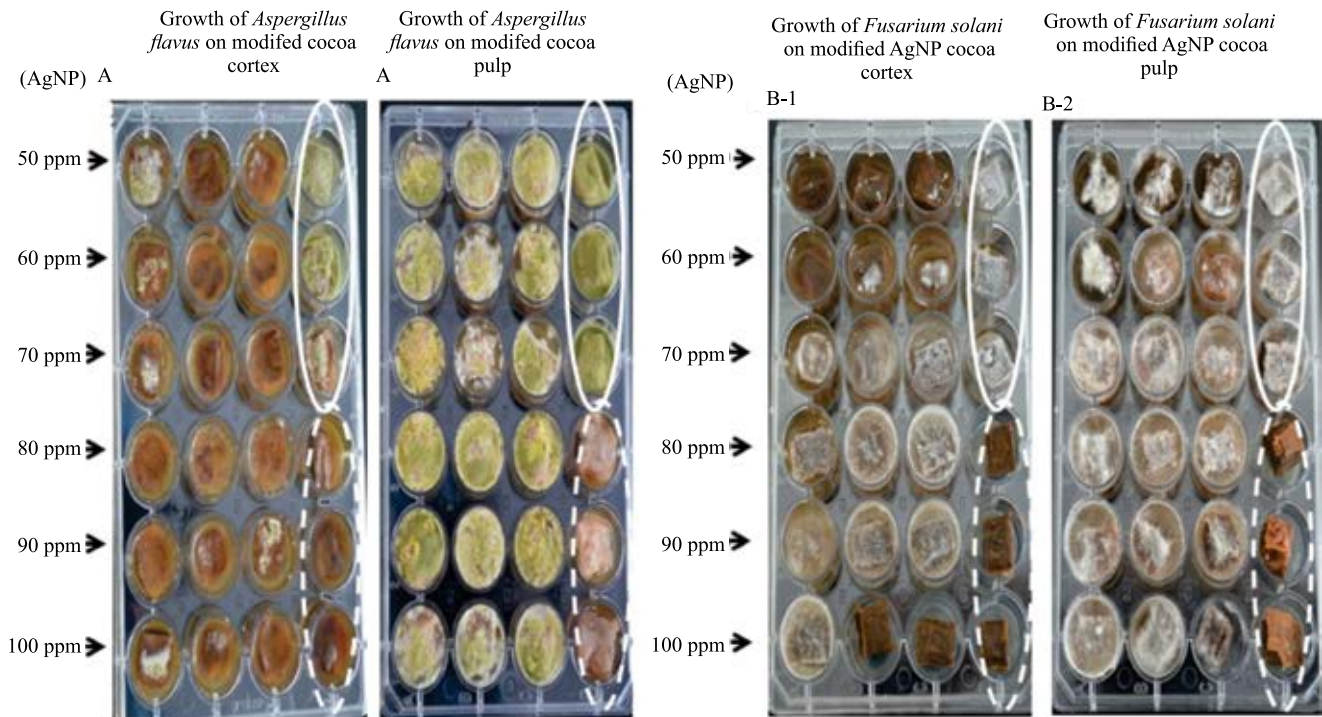 Growth of Aspergillus
flavus on modifed cocoa
cortex
Growth of Aspergillus
flavus on modifed cocoa
pulp
Growth of Fusarium solani
on modified AgNP cocoa
cortex
Growth of Fusarium solani
on modified AgNP cocoa
pulp
(AgNP)
A
A
(AgNP)
B-1
B-2
50 ppm
60 ppm
70 ppm
80 ppm
90 ppm
100 ppm
50 ppm
60 ppm
70 ppm
80 ppm
90 ppm
100 ppm